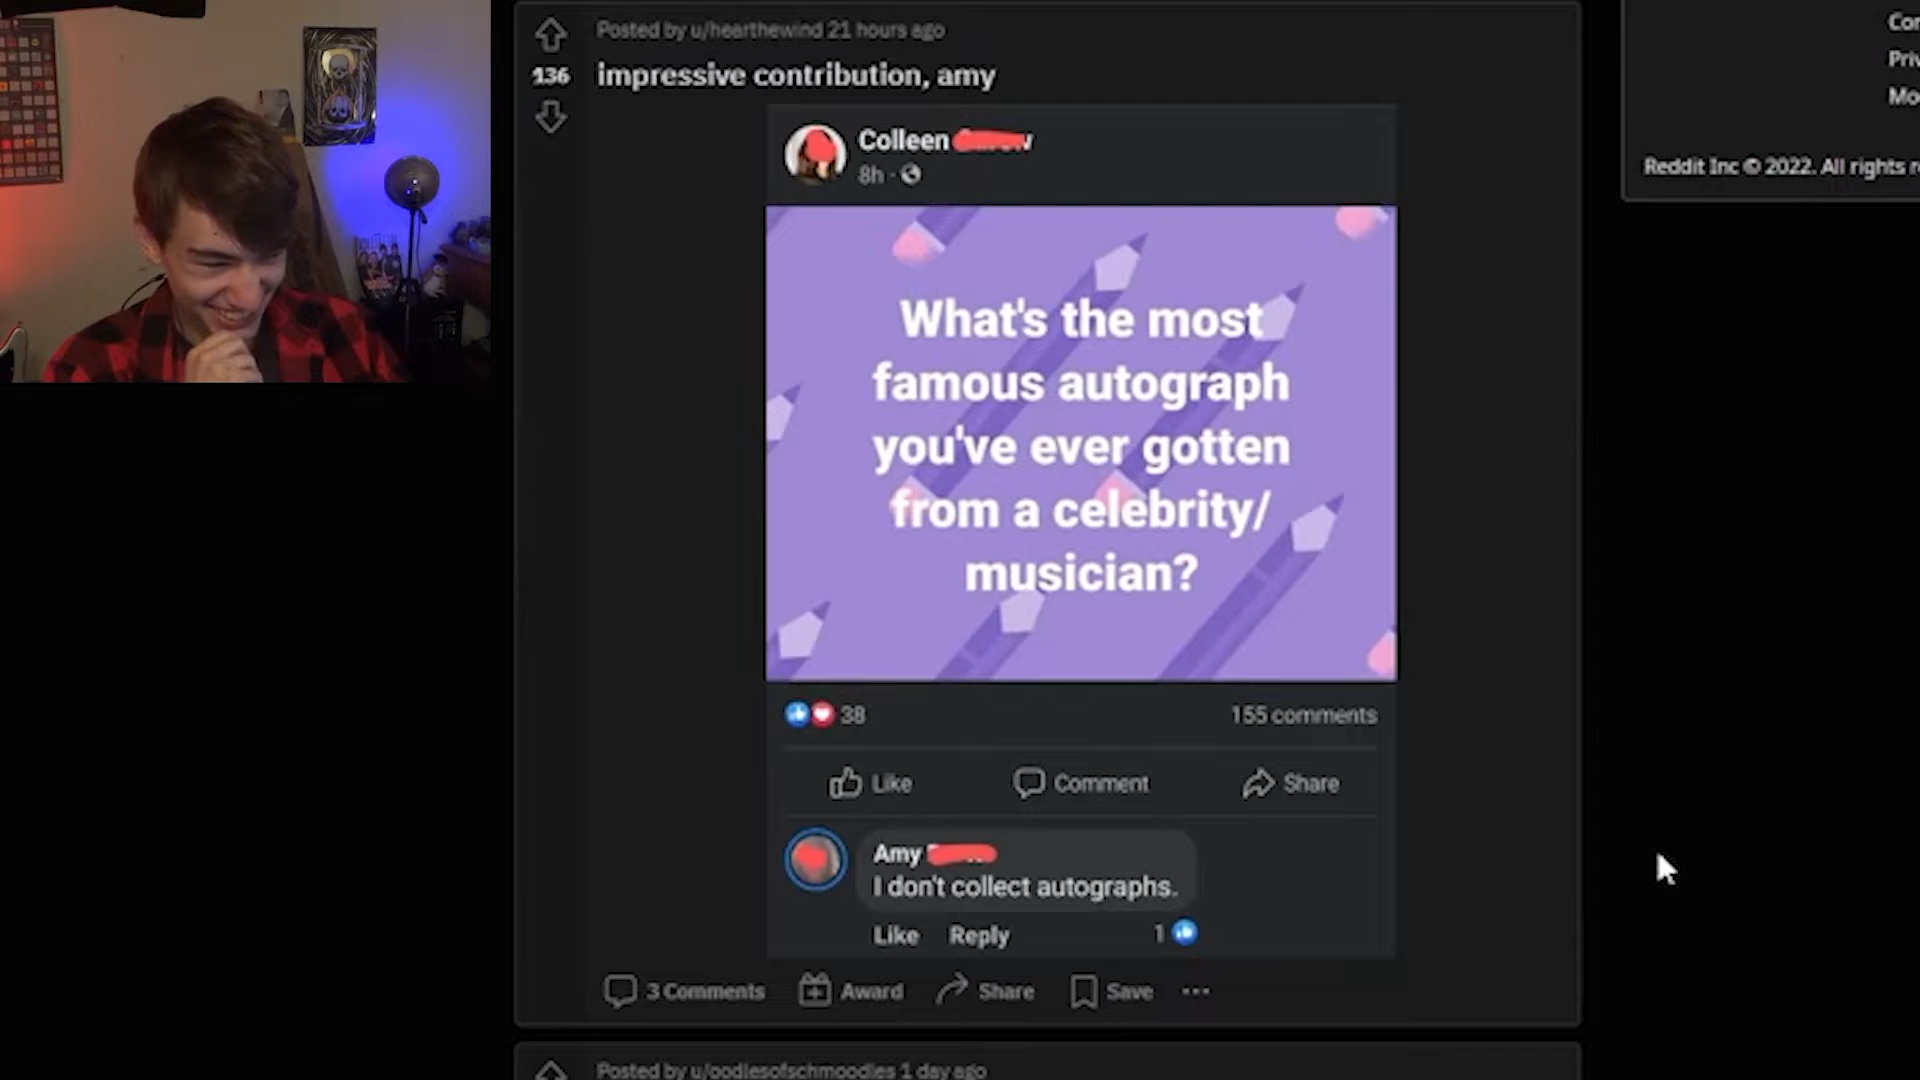 Posted by u/hearthewind 21 hours ago
136
impressive contribution, amy
Colleen
8h ·
What's the most
famous autograph
you've ever gotten
from a celebrity/
musician?
38
155 comments
Like
Comment
Share
Amy
I don't collect autographs.
Like
Reply
1
3 Comments
Award
Share
Save
Posted by u/oodlesofschmoodles 1 day ago
Reddit Inc © 2022. All rights